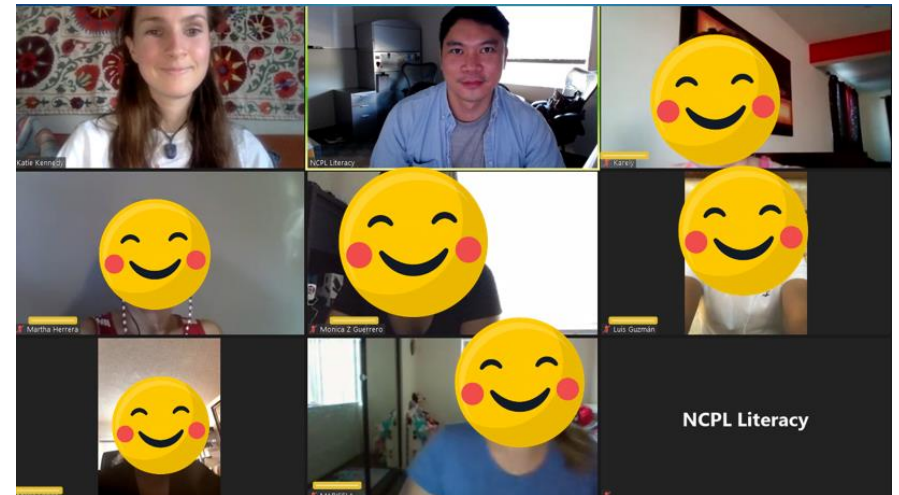 Katie Kennedy
NCPL Literacy
Karely
Martha Herrera
Monica Z Guerrero
Luis Guzmán
NCPL Literacy